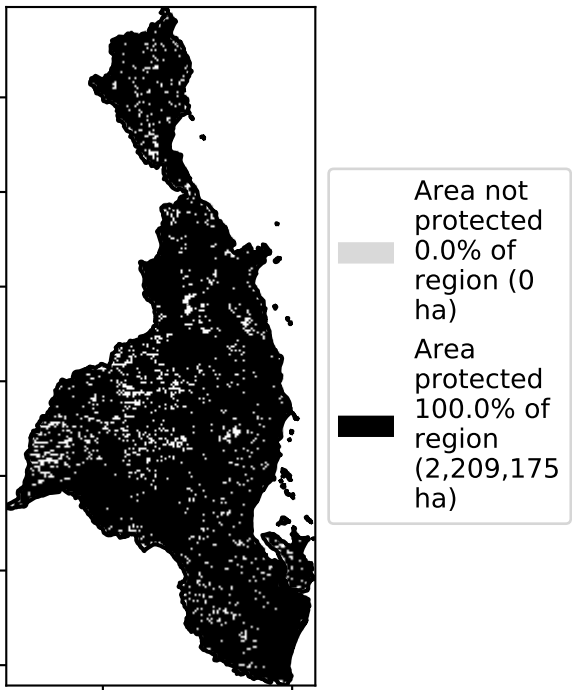 Area not
protected
0.0% of
region (0
ha)
Area
protected
100.0% of
region
(2,209,175
ha)